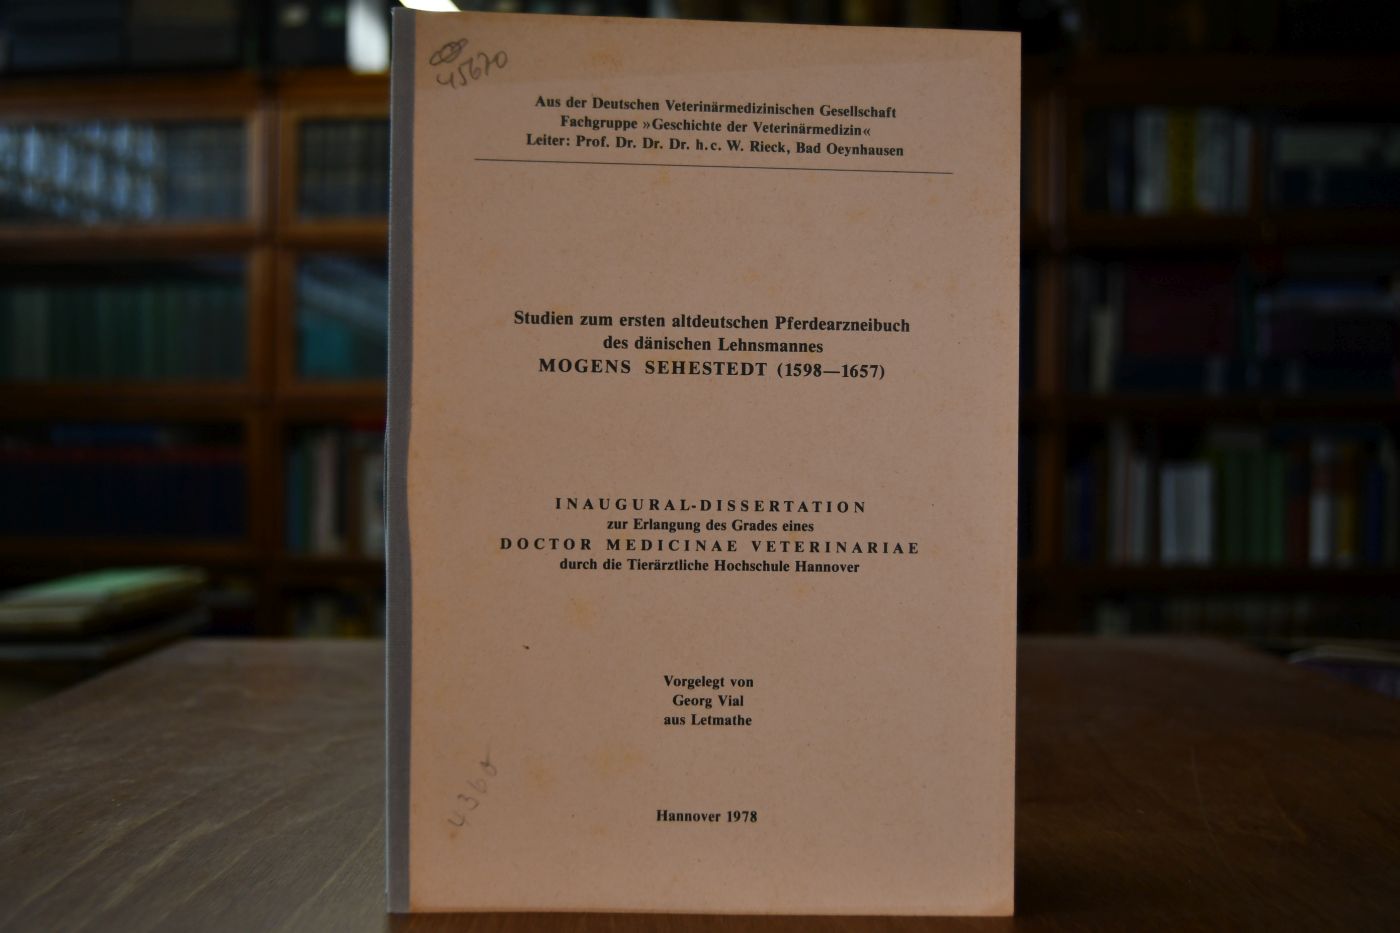 45670
Aus der Deutschen Veterinärmedizinischen Gesellschaft
Fachgruppe »Geschichte der Veterinärmedizin«
Leiter: Prof. Dr. Dr. Dr. h. c. W. Rieck, Bad Oeynhausen
Studien zum ersten altdeutschen Pferdearzneibuch
des dänischen Lehnsmannes
MOGENS SEHESTEDT (1598—1657)
INAUGURAL-DISSERTATION
zur Erlangung des Grades eines
DOCTOR MEDICINAE VETERINARIAE
durch die Tierärztliche Hochschule Hannover
Vorgelegt von
Georg Vial
aus Letmathe
Hannover 1978